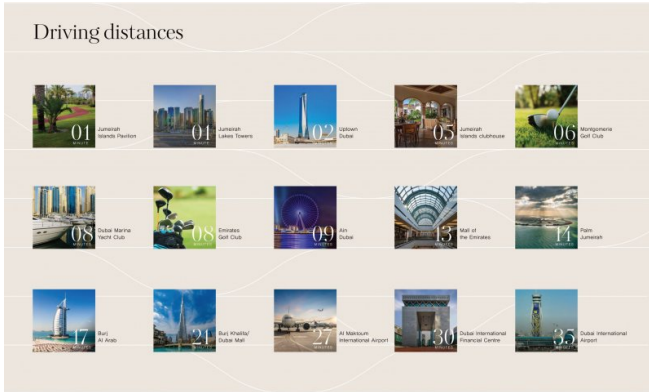 Driving distances
01
MINUTE
Jumeirah
Islands Pavilion
01
MINUTE
Jumeirah
Lakes Towers
02
MINUTES
Uptown
Dubai
05
MINUTES
Jumeirah
Islands clubhouse
06
MINUTES
Montgomerie
Golf Club
08
MINUTES
Dubai Marina
Yacht Club
08
MINUTES
Emirates
Golf Club
09
MINUTES
Ain
Dubai
13
MINUTES
Mall of
the Emirates
14
MINUTES
Palm
Jumeirah
17
MINUTES
Burj
Al Arab
21
MINUTES
Burj Khalifa/
Dubai Mall
27
MINUTES
Al Maktoum
International Airport
30
MINUTES
Dubai International
Financial Centre
35
MINUTES
Dubai International
Airport